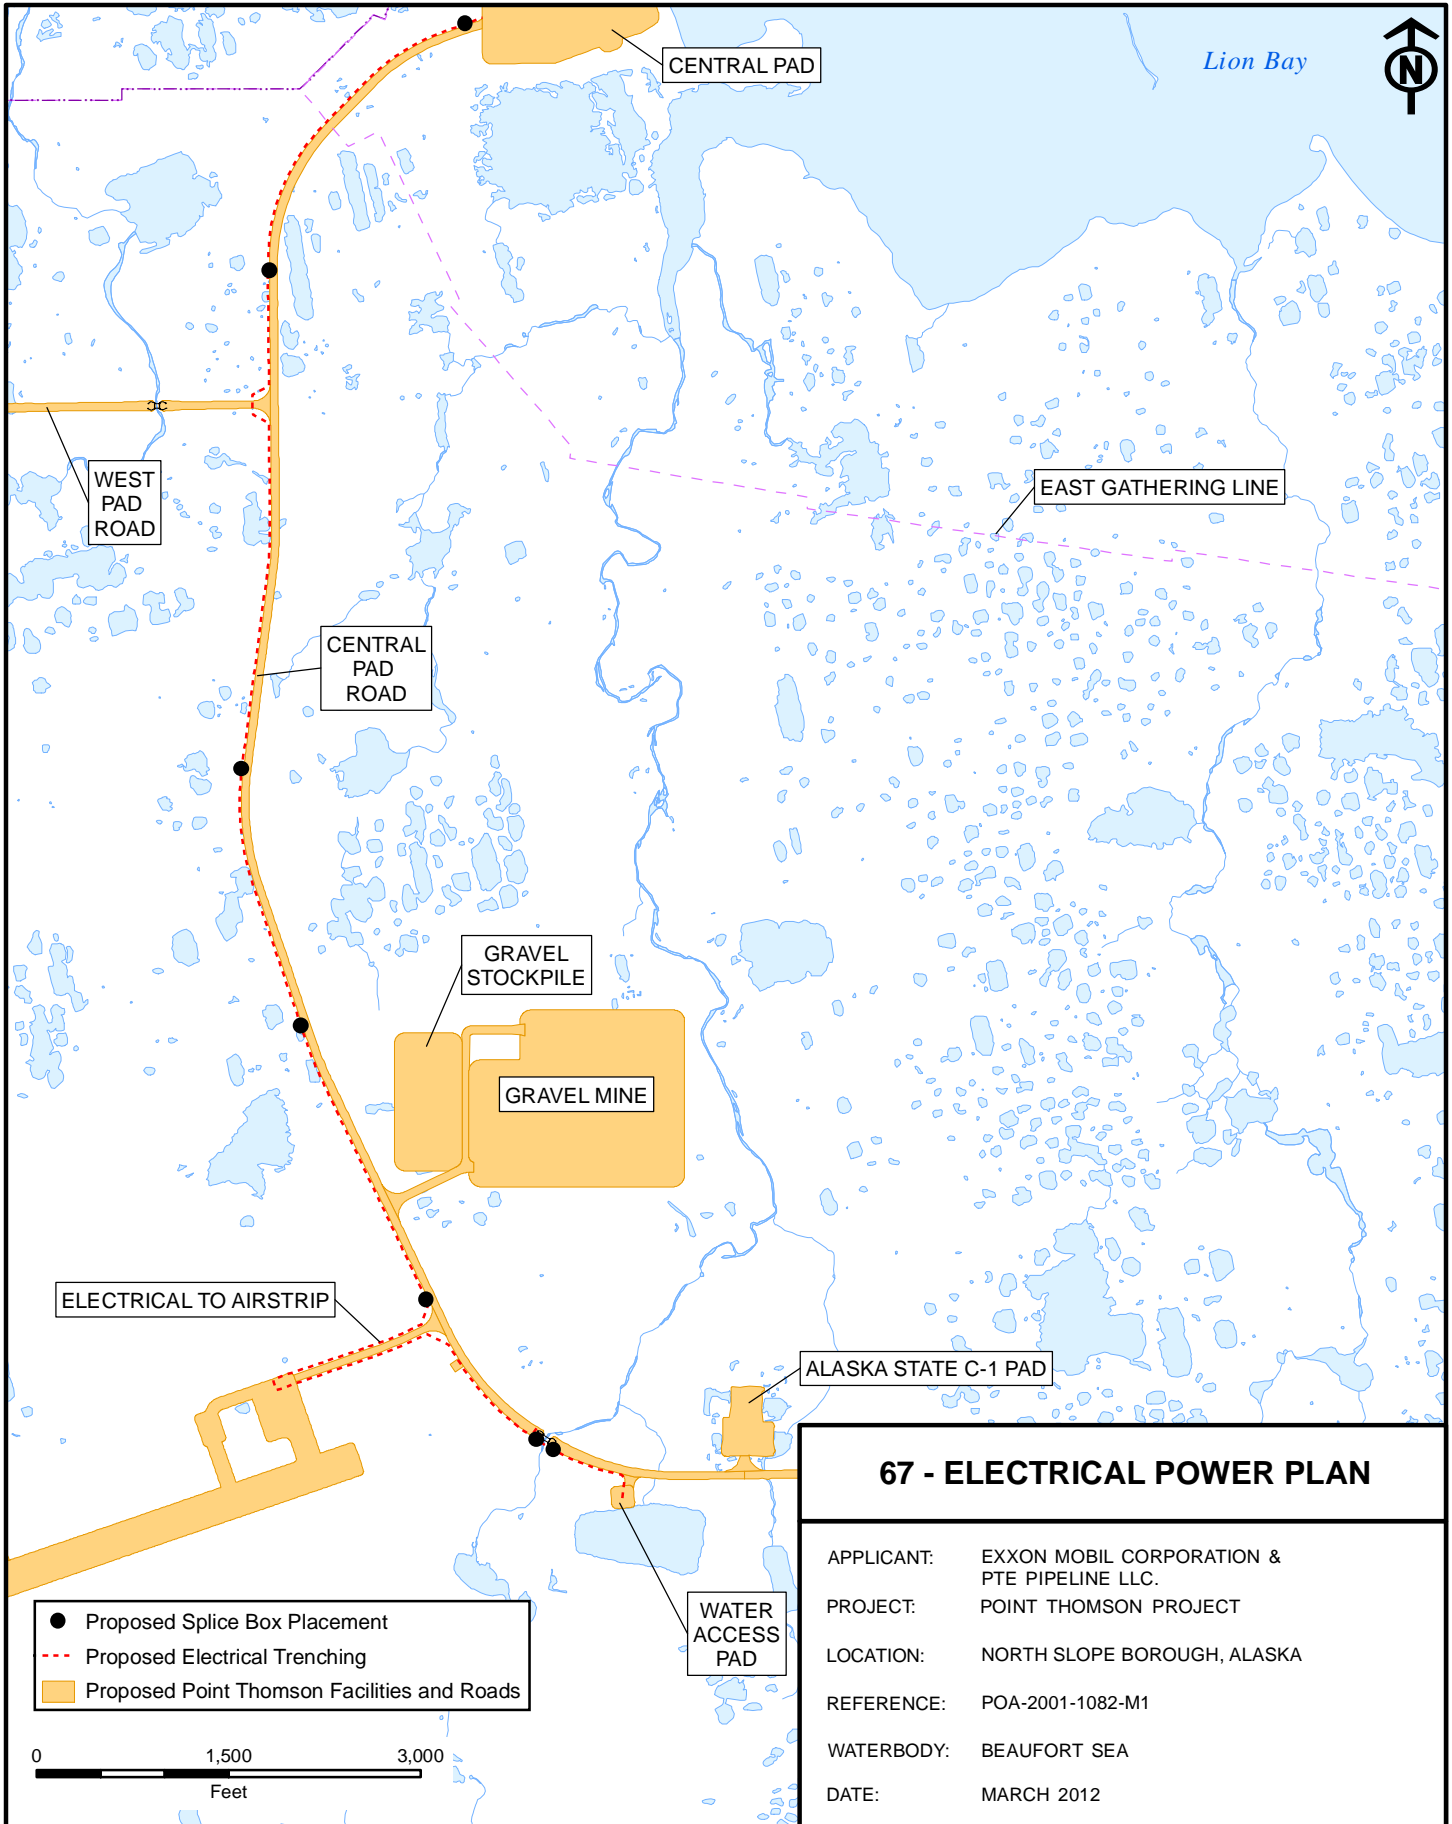 CENTRAL PAD
Lion Bay
N
WEST
PAD
ROAD
EAST GATHERING LINE
CENTRAL
PAD
ROAD
GRAVEL
STOCKPILE
GRAVEL MINE
ELECTRICAL TO AIRSTRIP
ALASKA STATE C-1 PAD
WATER
ACCESS
PAD
Proposed Splice Box Placement
Proposed Electrical Trenching
Proposed Point Thomson Facilities and Roads
0 1,500 3,000
Feet
67 - ELECTRICAL POWER PLAN
APPLICANT: EXXON MOBIL CORPORATION &
PTE PIPELINE LLC.
PROJECT: POINT THOMSON PROJECT
LOCATION: NORTH SLOPE BOROUGH, ALASKA
REFERENCE: POA-2001-1082-M1
WATERBODY: BEAUFORT SEA
DATE: MARCH 2012